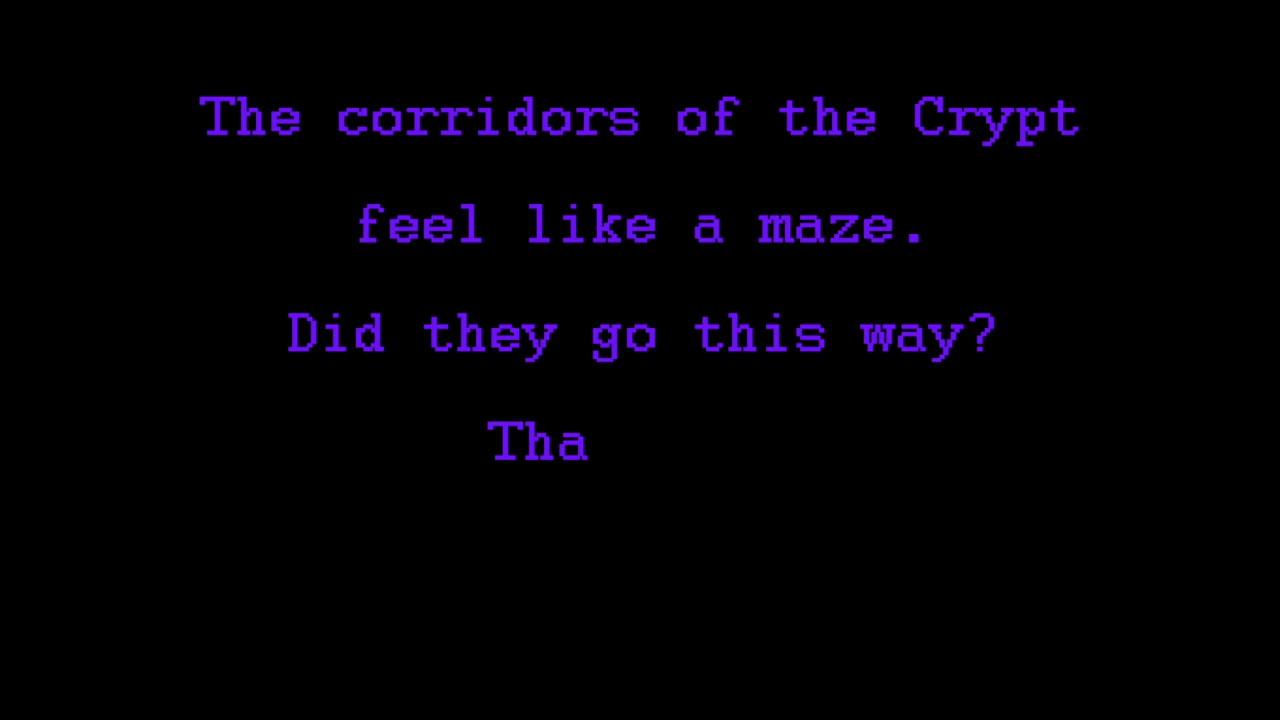 The corridors of the Crypt
feel like a maze.
Did they go this way?
Tha